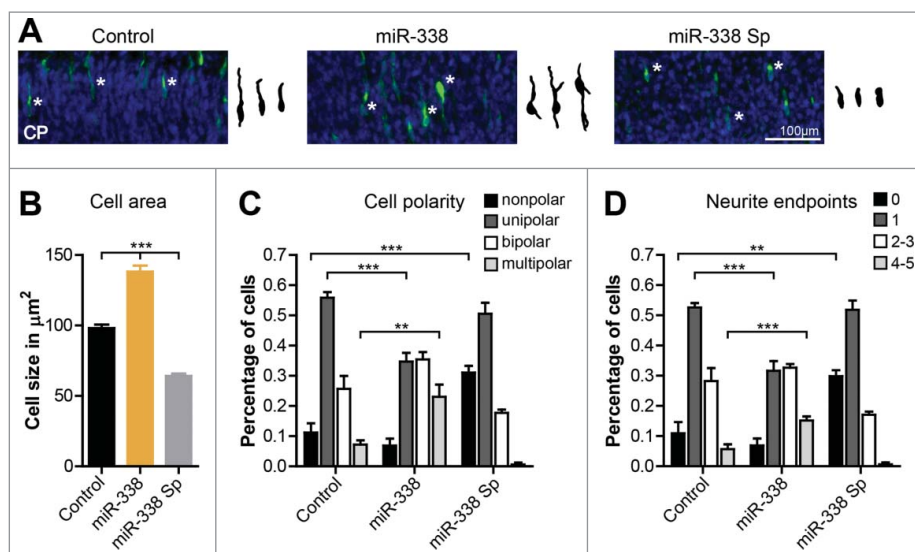 A
Control
miR-338
miR-338 Sp
*
*
*
*
*
*
*
*
*
CP
100μm
B
Cell area
***
Cell size in μm²
150
100
50
0
Control
miR-338
miR-338 Sp
C
Cell polarity
nonpolar
unipolar
bipolar
multipolar
***
***
**
Percentage of cells
0.7
0.6
0.5
0.4
0.3
0.2
0.1
0.0
Control
miR-338
miR-338 Sp
D
Neurite endpoints
0
1
2-3
4-5
**
***
***
Percentage of cells
0.7
0.6
0.5
0.4
0.3
0.2
0.1
0.0
Control
miR-338
miR-338 Sp